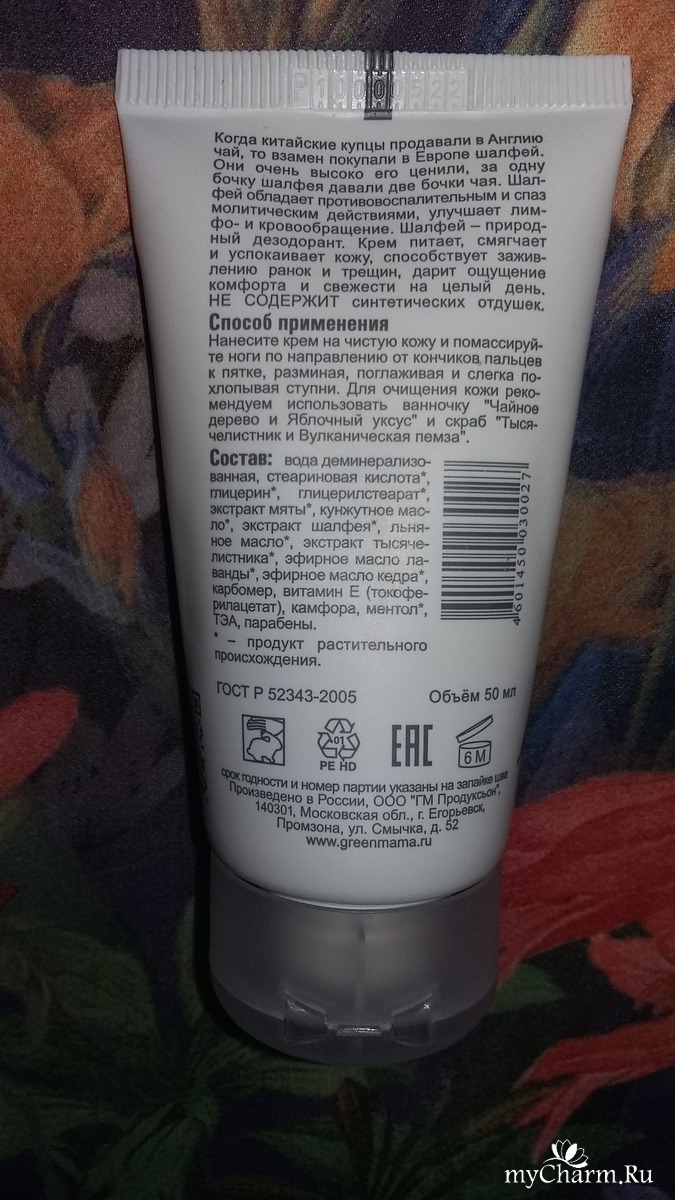 P10000522
Когда китайские купцы продавали в Англию
чай, то взамен покупали в Европе шалфей.
Они очень высоко его ценили, за одну
бочку шалфея давали две бочки чая. Шал-
фей обладает противовоспалительным и спаз
молитическим действиями, улучшает лим-
фо- и кровообращение. Шалфей – природ-
ный дезодорант. Крем питает, смягчает
и успокаивает кожу, способствует зажив-
лению ранок и трещин, дарит ощущение
комфорта и свежести на целый день.
НЕ СОДЕРЖИТ синтетических отдушек.
Способ применения
Нанесите крем на чистую кожу и помассируй-
те ноги по направлению от кончиков пальцев
к пятке, разминая, поглаживая и слегка по-
хлопывая ступни. Для очищения кожи реко-
мендуем использовать ванночку "Чайное
дерево и Яблочный уксус" и скраб "Тыся-
челистник и Вулканическая пемза".
Состав: вода деминерализо-
ванная, стеариновая кислота*,
глицерин*, глицерилстеарат*,
экстракт мяты*, кунжутное мас-
ло*, экстракт шалфея*, льня-
ное масло*, экстракт тысяче-
листника*, эфирное масло ла-
ванды*, эфирное масло кедра*,
карбомер, витамин Е (токофе-
рилацетат), камфора, ментол*,
ТЭА, парабены.
* – продукт растительного
происхождения.
4601450030027
ГОСТ Р 52343-2005 Объём 50 мл
01
PE HD
EAC
6 M
срок годности и номер партии указаны на запайке шва
Произведено в России, ООО "ГМ Продуксьон",
140301, Московская обл., г. Егорьевск,
Промзона, ул. Смычка, д. 52
www.greenmama.ru
myCharm.Ru